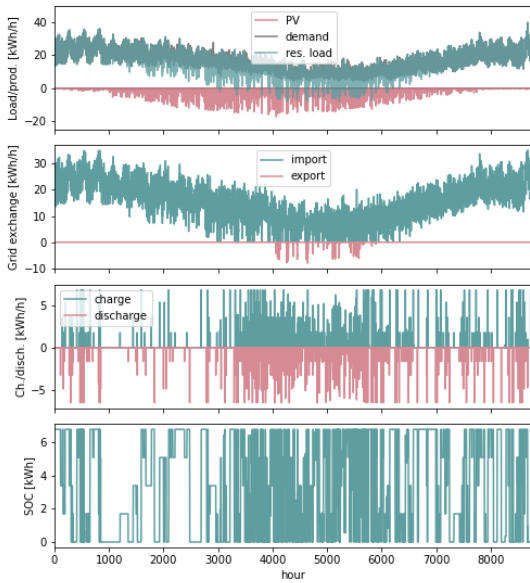 40
20
0
−20
Load/prod. [kWh/h]
PV
demand
res. load
30
20
10
0
−10
Grid exchange [kWh/h]
import
export
5
0
−5
Ch./disch. [kWh/h]
charge
discharge
6
4
2
0
SOC [kWh]
0 1000 2000 3000 4000 5000 6000 7000 8000
hour